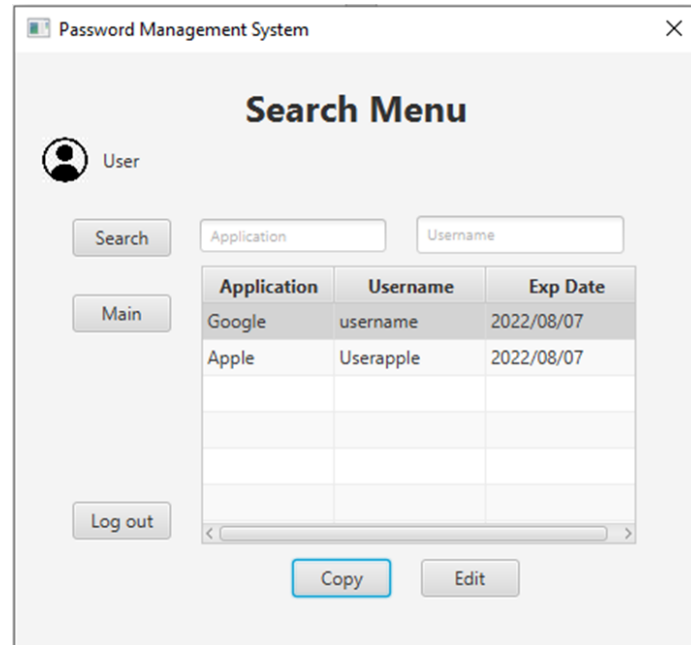 Password Management System
Search Menu
User
Search Application Username
Main
Application Username Exp Date
Google username 2022/08/07
Apple Userapple 2022/08/07
Log out
Copy Edit